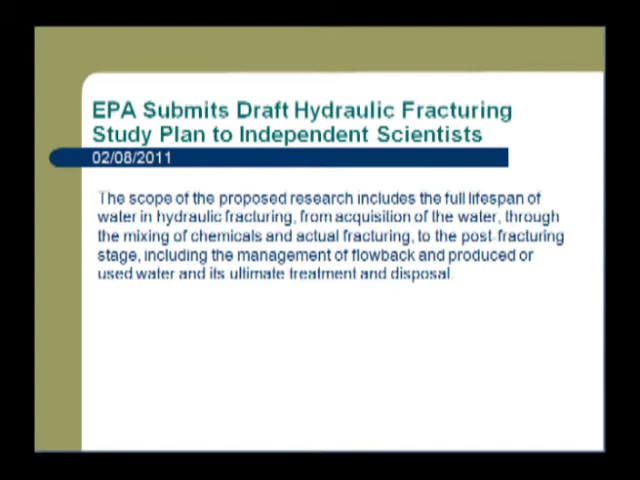 EPA Submits Draft Hydraulic Fracturing
Study Plan to Independent Scientists
02/08/2011
The scope of the proposed research includes the full lifespan of
water in hydraulic fracturing, from acquisition of the water, through
the mixing of chemicals and actual fracturing, to the post-fracturing
stage, including the management of flowback and produced or
used water and its ultimate treatment and disposal.